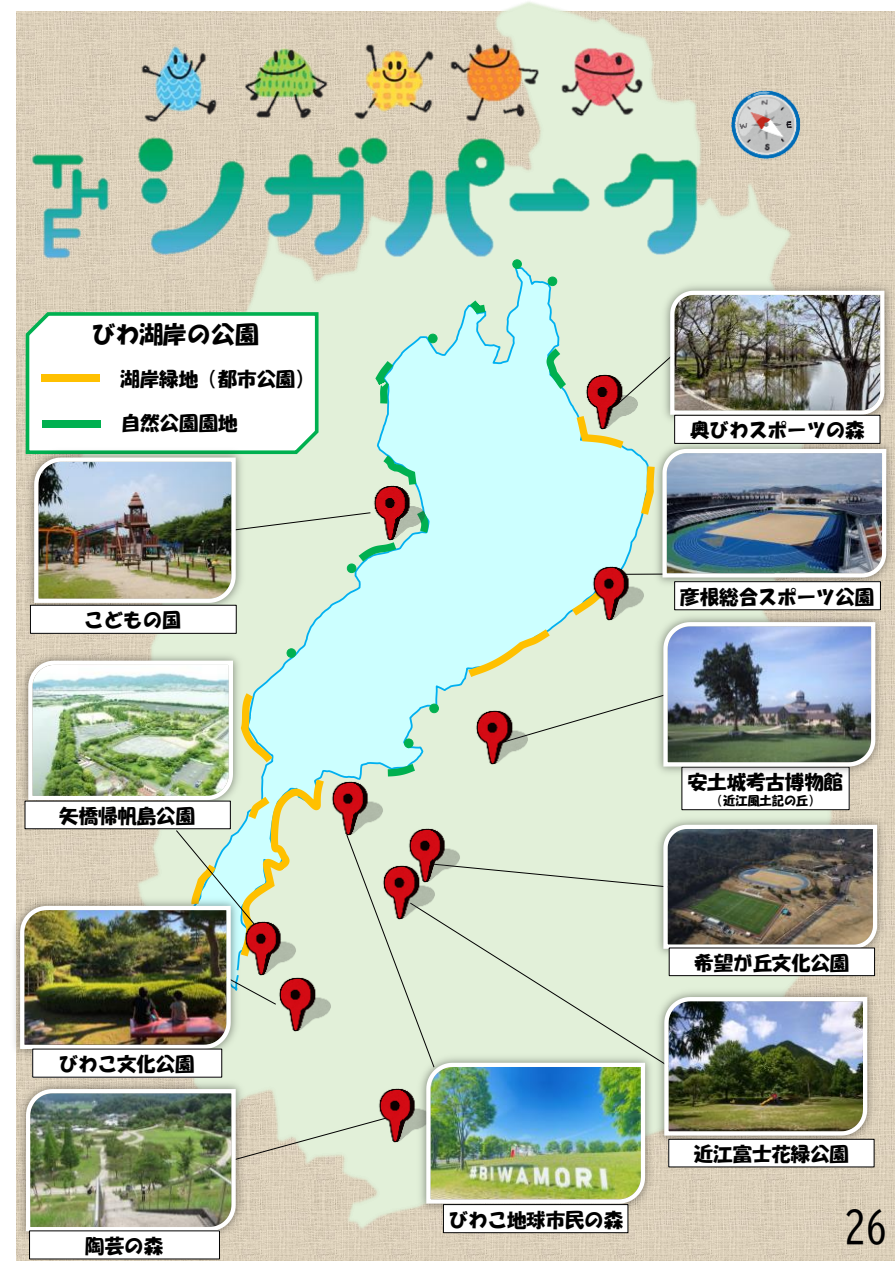 THE シガパーク
N
W E
S
びわ湖岸の公園
湖岸緑地（都市公園）
自然公園園地
奥びわスポーツの森
彦根総合スポーツ公園
こどもの国
安土城考古博物館
（近江風土記の丘）
矢橋帰帆島公園
希望が丘文化公園
びわこ文化公園
近江富士花緑公園
#BIWAMORI
びわこ地球市民の森
陶芸の森
26